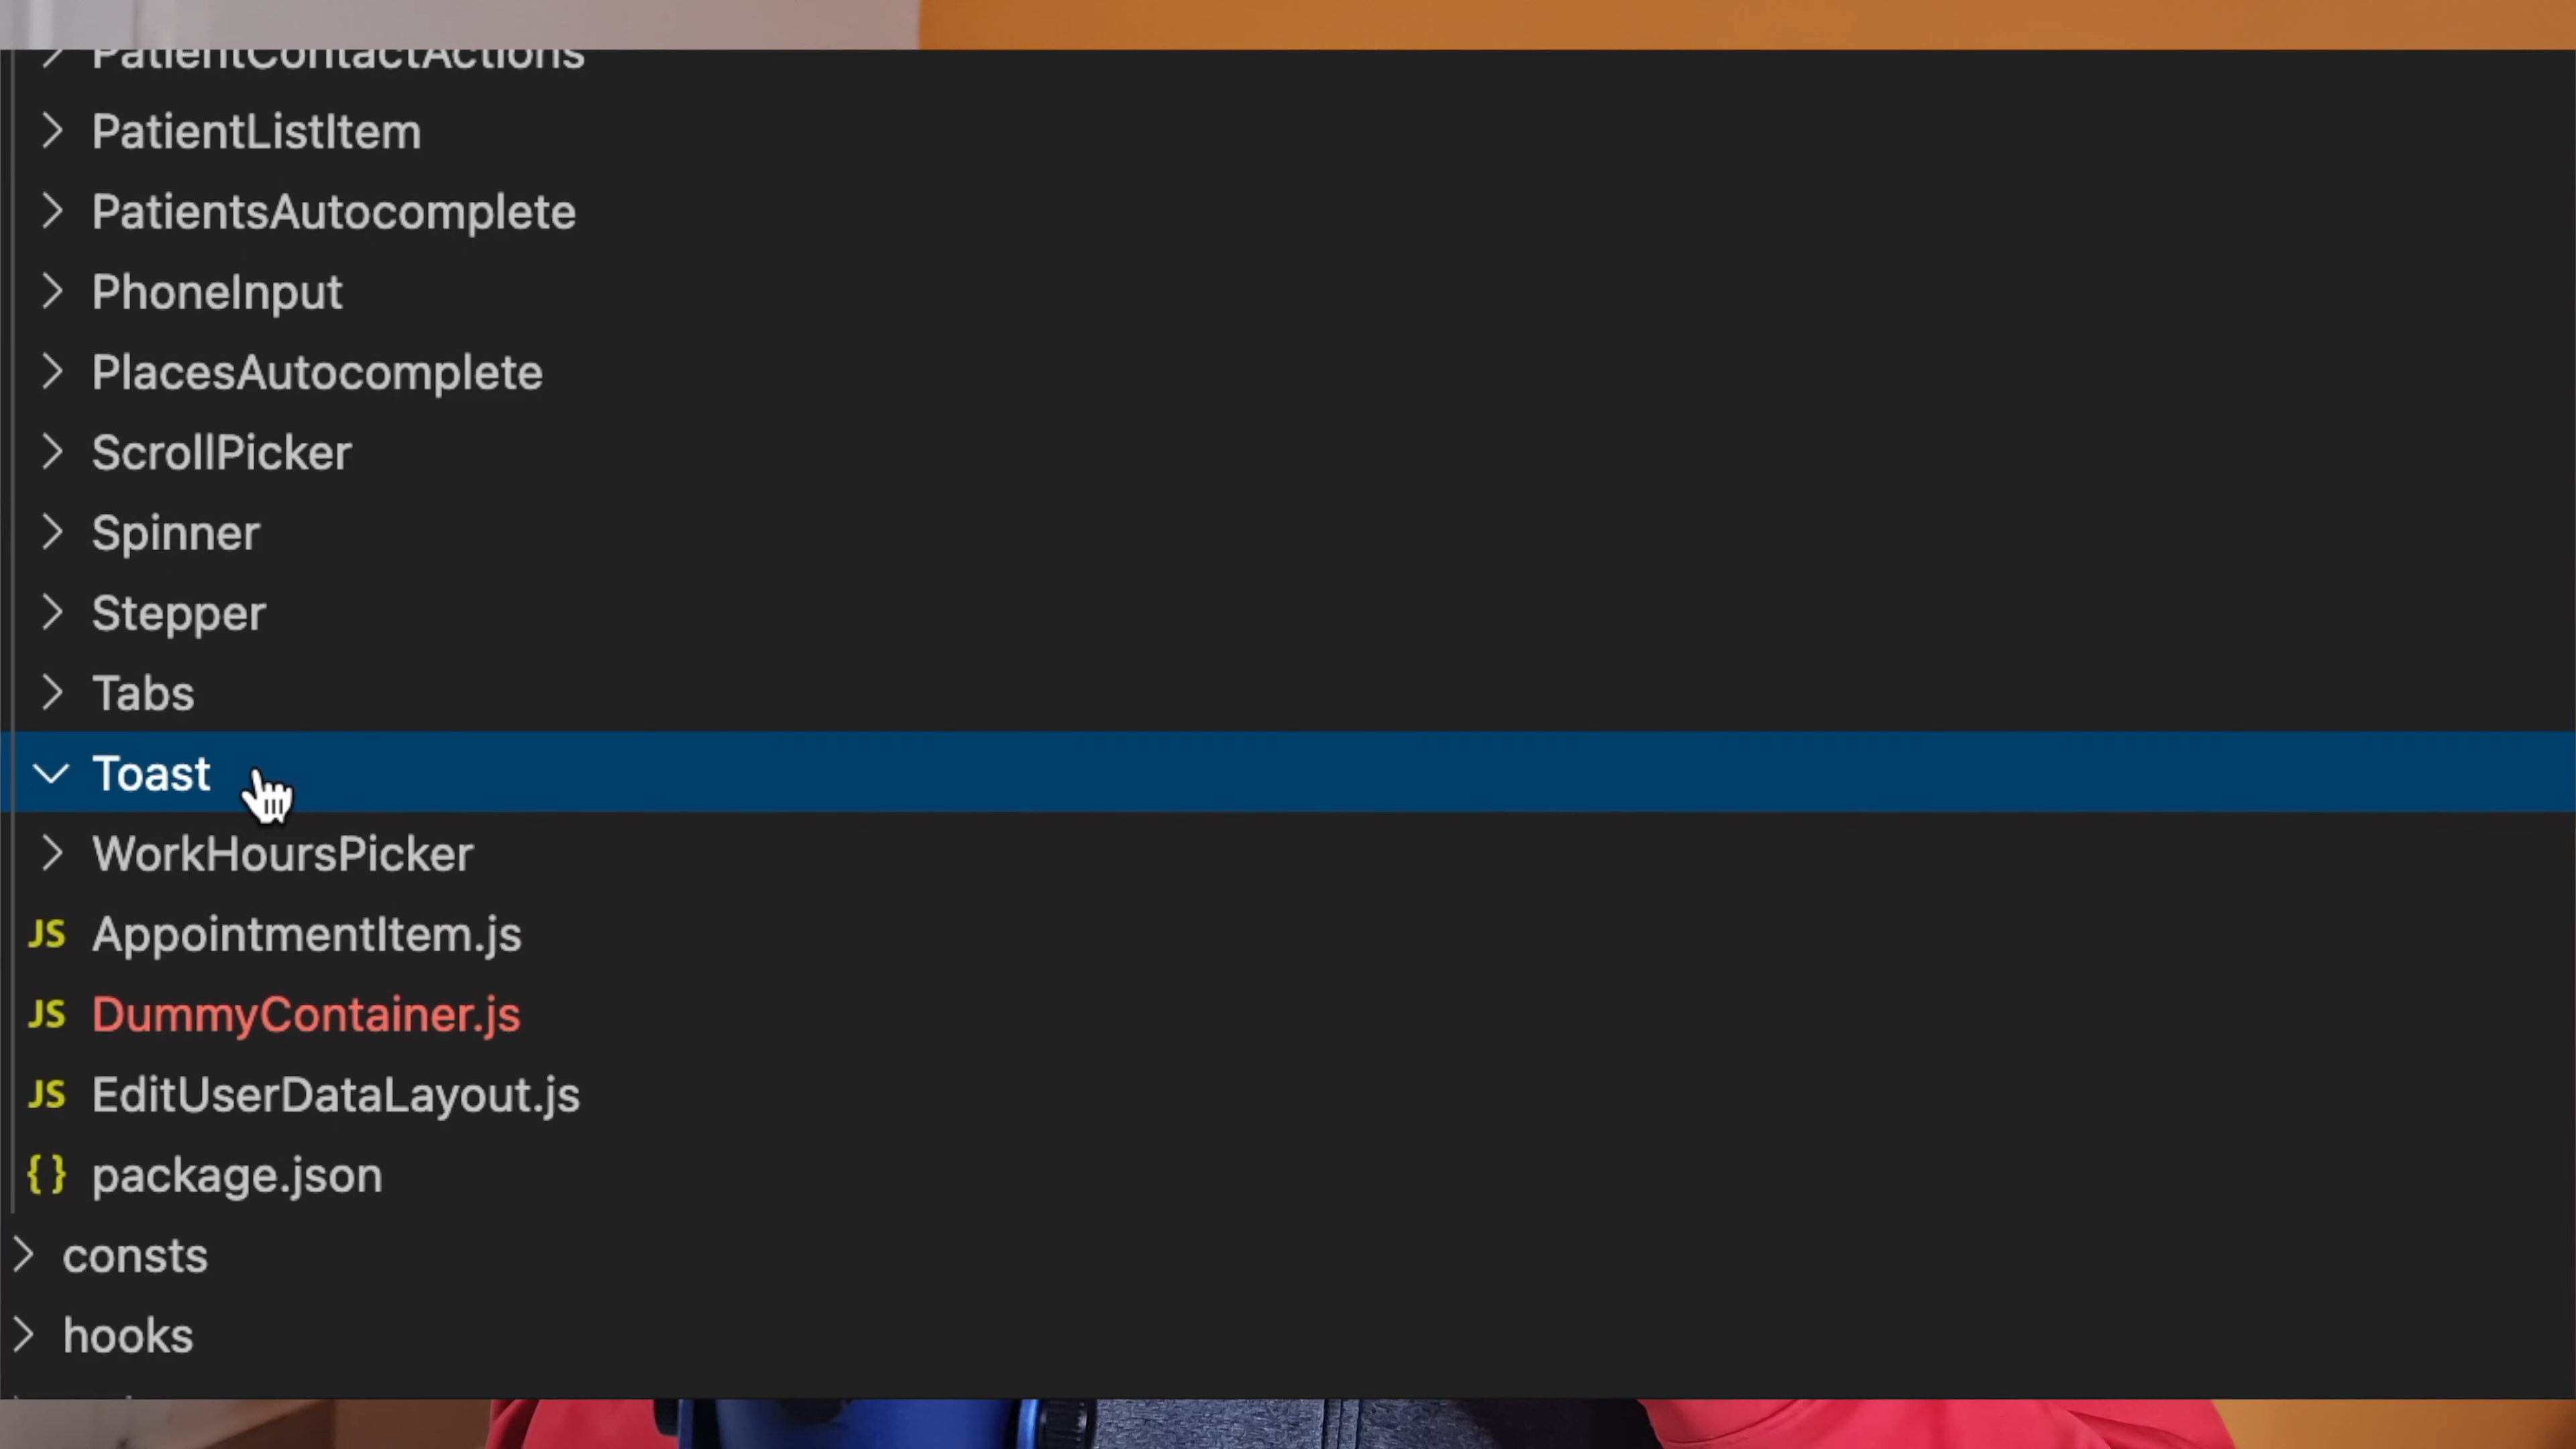 PatientContactActions
PatientListItem
PatientsAutocomplete
PhoneInput
PlacesAutocomplete
ScrollPicker
Spinner
Stepper
Tabs
Toast
WorkHoursPicker
JS AppointmentItem.js
JS DummyContainer.js
JS EditUserDataLayout.js
{} package.json
consts
hooks